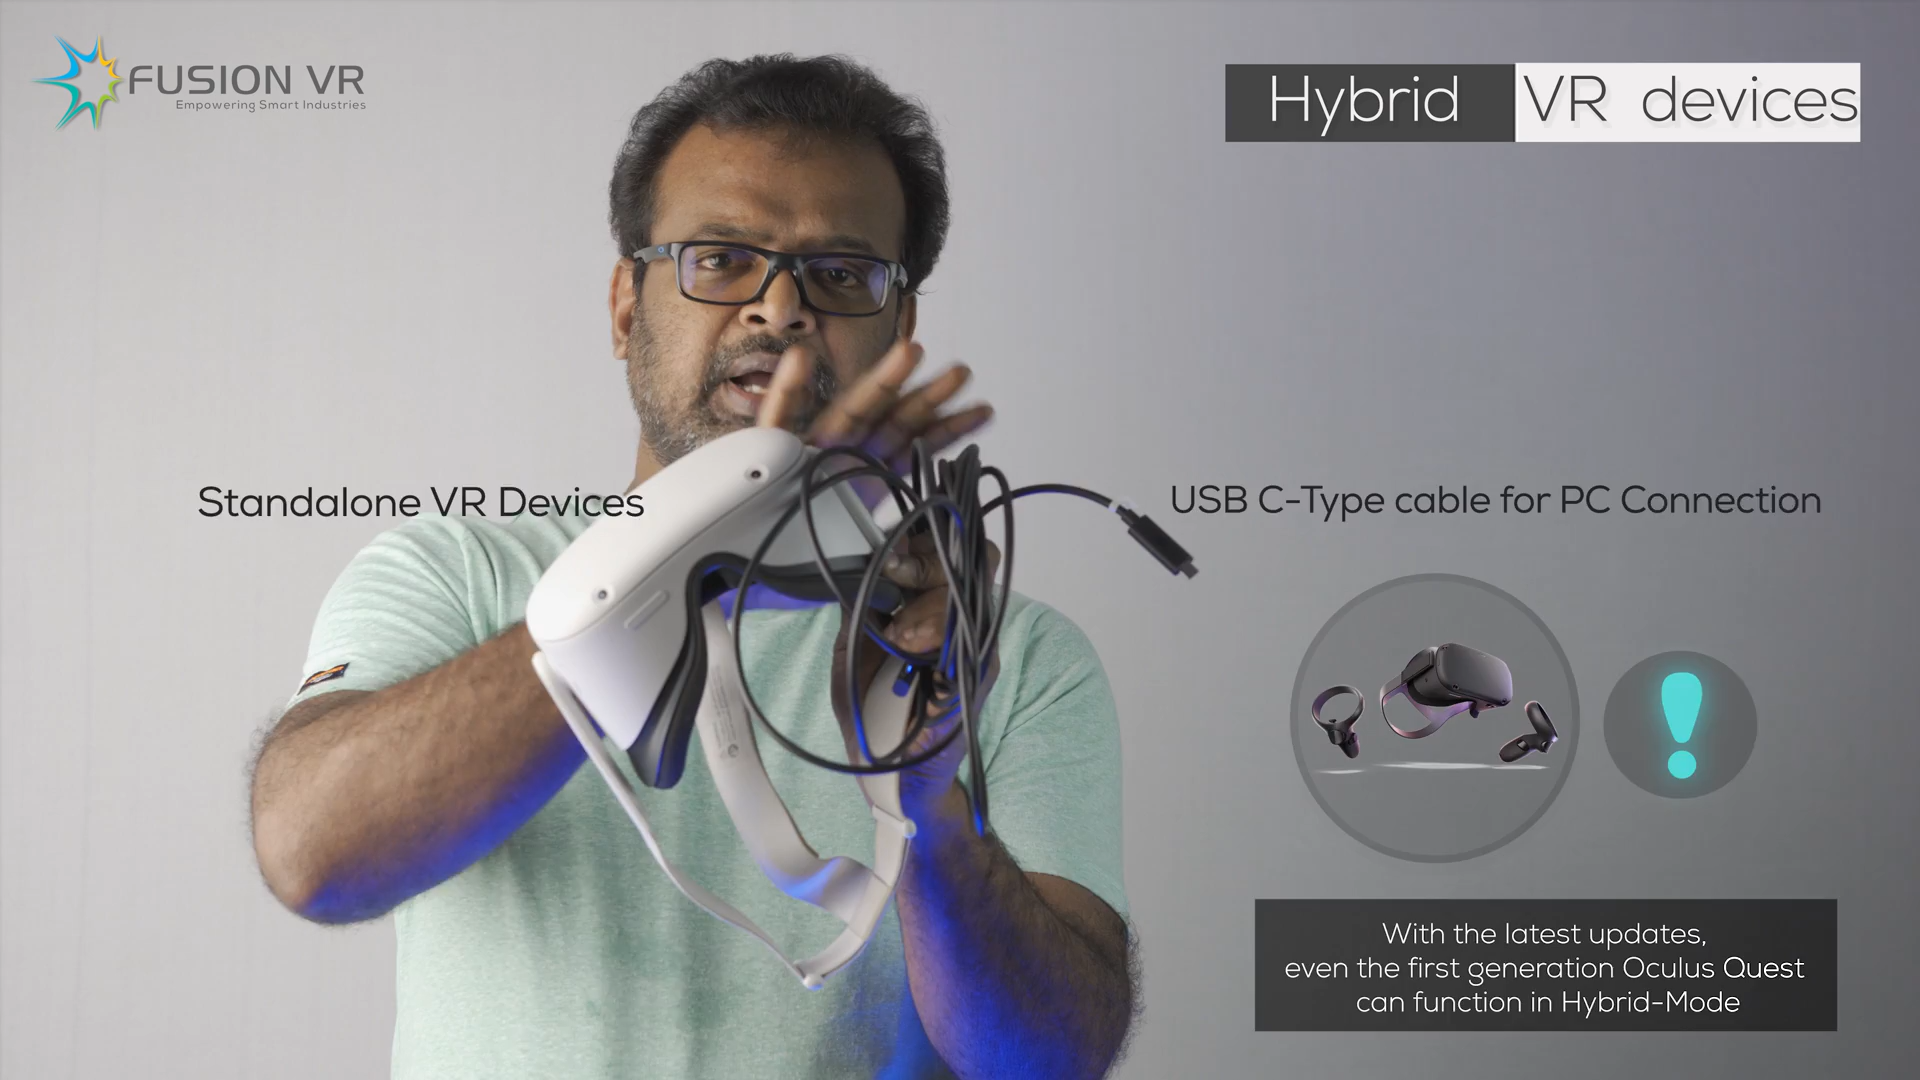 FUSION VR
Empowering Smart Industries
Hybrid VR devices
Standalone VR Devices
USB C-Type cable for PC Connection
With the latest updates,
even the first generation Oculus Quest
can function in Hybrid-Mode